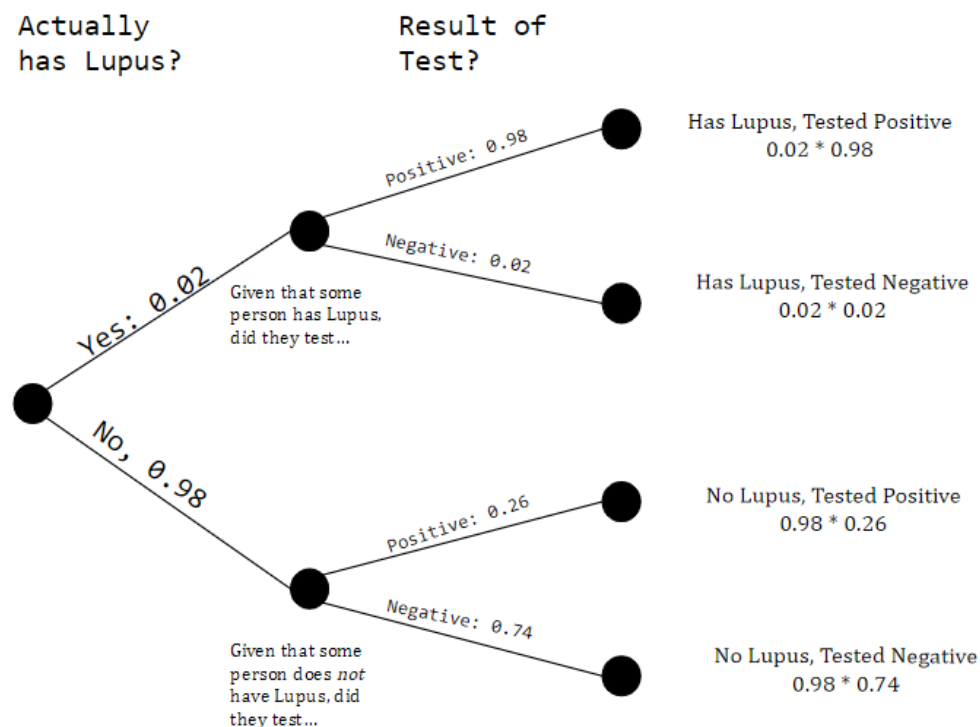 Actually
has Lupus?
Result of
Test?
Positive: 0.98
Has Lupus, Tested Positive
0.02 * 0.98
Yes: 0.02
Negative: 0.02
Has Lupus, Tested Negative
0.02 * 0.02
Given that some
person has Lupus,
did they test...
No, 0.98
Positive: 0.26
No Lupus, Tested Positive
0.98 * 0.26
Negative: 0.74
No Lupus, Tested Negative
0.98 * 0.74
Given that some
person does not
have Lupus, did
they test...